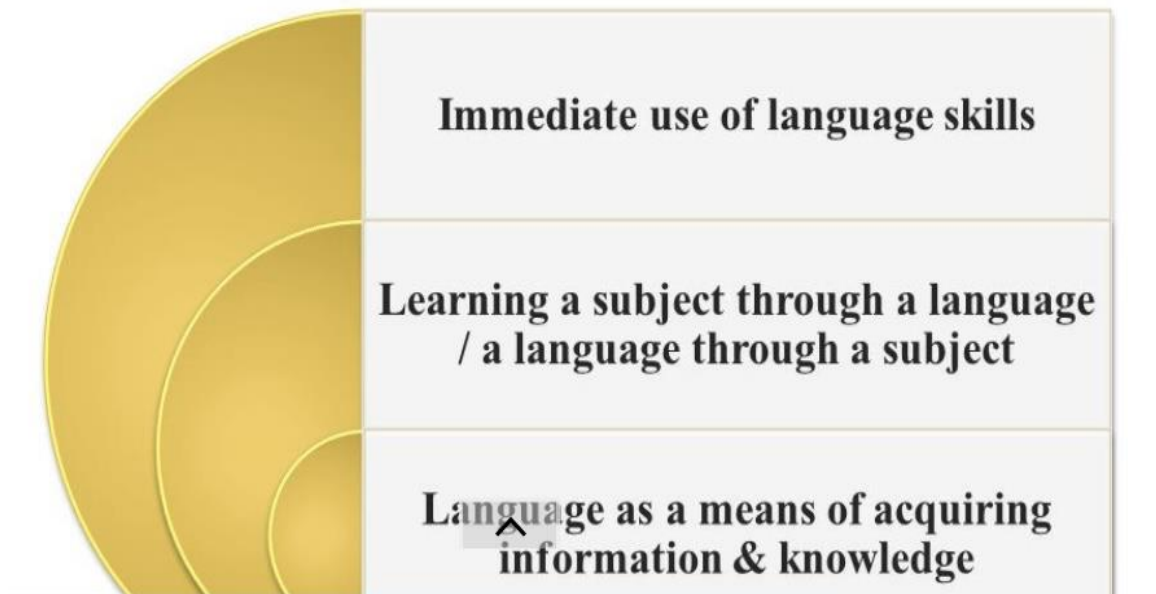 Immediate use of language skills
Learning a subject through a language
/ a language through a subject
Language as a means of acquiring
information & knowledge